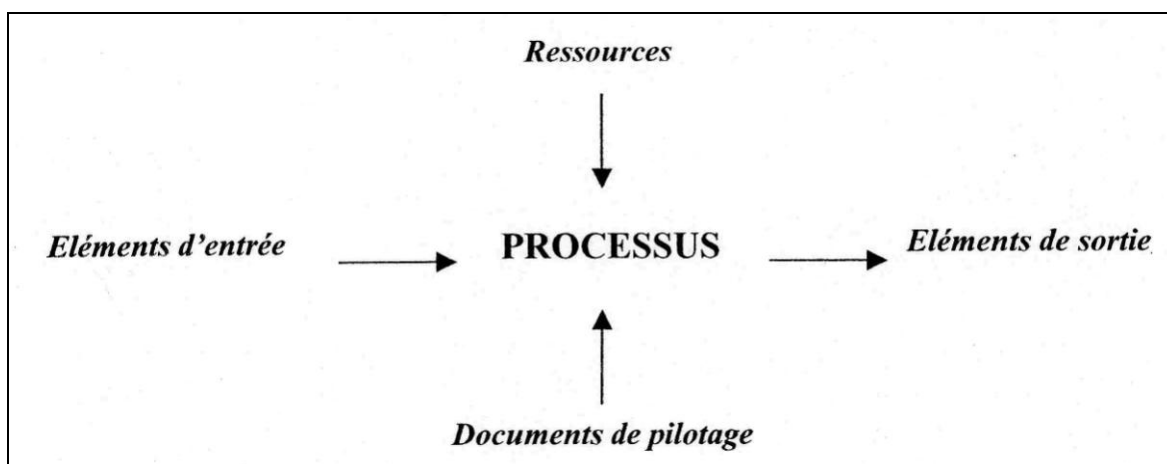 Ressources
Eléments d'entrée
PROCESSUS
Eléments de sortie
Documents de pilotage